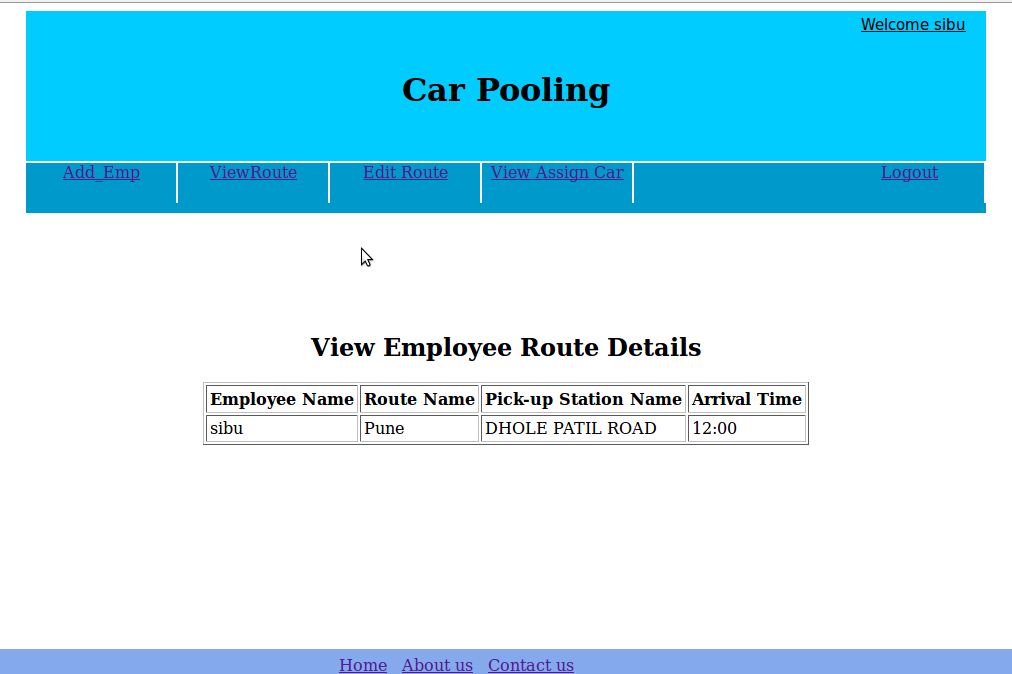 Welcome sibu
Car Pooling
Add_Emp ViewRoute Edit Route View Assign Car Logout
View Employee Route Details
Employee Name Route Name Pick-up Station Name Arrival Time
sibu Pune DHOLE PATIL ROAD 12:00
Home About us Contact us